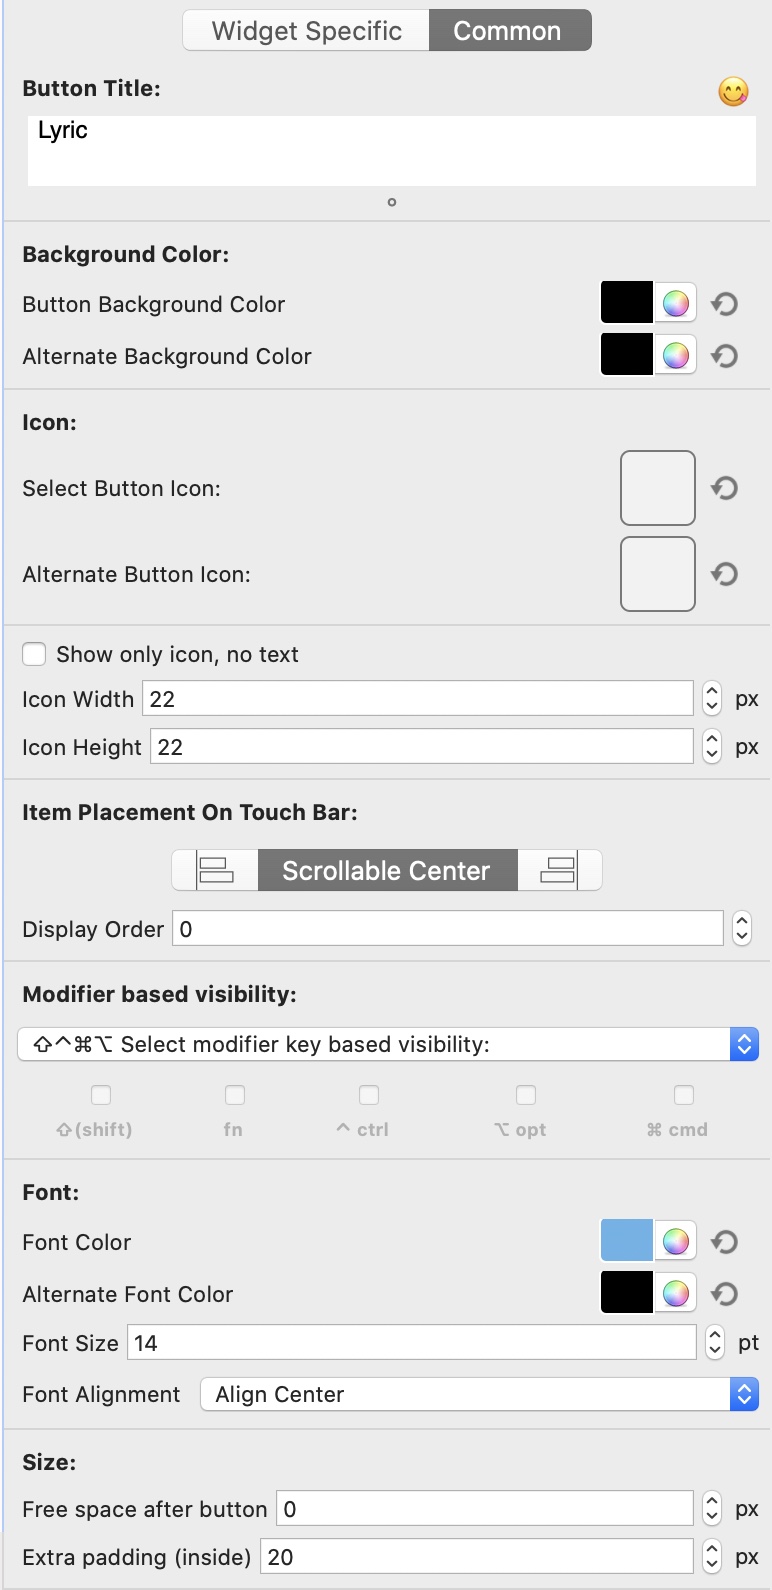 Widget Specific Common
Button Title:
Lyric
Background Color:
Button Background Color
Alternate Background Color
Icon:
Select Button Icon:
Alternate Button Icon:
Show only icon, no text
Icon Width 22 px
Icon Height 22 px
Item Placement On Touch Bar:
Scrollable Center
Display Order 0
Modifier based visibility:
⇧^⌘⌥ Select modifier key based visibility:
⇧(shift) fn ^ ctrl ⌥ opt ⌘ cmd
Font:
Font Color
Alternate Font Color
Font Size 14 pt
Font Alignment Align Center
Size:
Free space after button 0 px
Extra padding (inside) 20 px